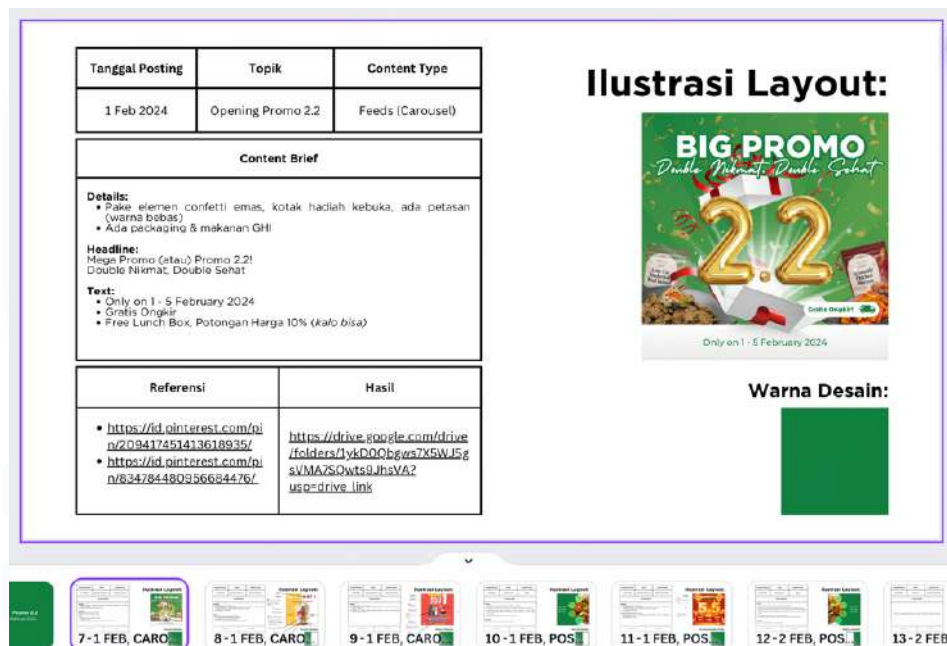 Tanggal Posting
Topik
Content Type
1 Feb 2024
Opening Promo 2.2
Feeds (Carousel)
Content Brief
Details:
• Pake elemen confetti emas, kotak hadiah kebuka, ada petasan
(warna bebas)
• Ada packaging & makanan GHI
Headline:
Mega Promo (atau) Promo 2.2!
Double Nikmat, Double Sehat
Text:
• Only on 1 - 5 February 2024
• Gratis Ongkir
• Free Lunch Box, Potongan Harga 10% (kalo bisa)
Referensi
• https://id.pinterest.com/pi
n/209417451413618935/
• https://id.pinterest.com/pi
n/834784480956684476/
Hasil
https://drive.google.com/drive
usp=drive_link
Ilustrasi Layout:
BIG PROMO
Double Nikmat, Double Sehat
2.2
Gratis Ongkir!
Only on 1 - 5 February 2024
Warna Desain:
Promo 2.2
7 - 1 FEB, CARO...
8 - 1 FEB, CARO...
9 - 1 FEB, CARO...
10 - 1 FEB, POS...
11 - 1 FEB, POS...
12 - 2 FEB, POS...
13 - 2 FEB